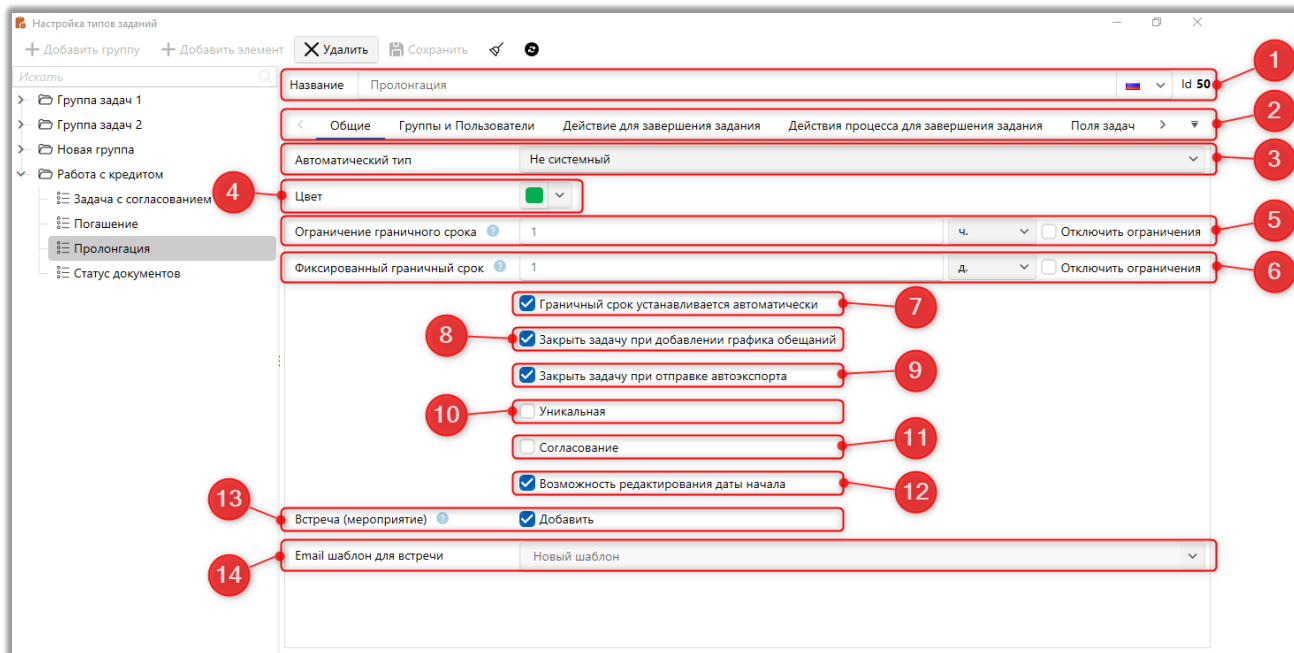 Настройка типов заданий
Добавить группу Добавить элемент Удалить Сохранить
Искать
Группа задач 1
Группа задач 2
Новая группа
Работа с кредитом
Задача с согласованием
Погашение
Пролонгация
Статус документов
Название Пролонгация Id 50
1
Общие Группы и Пользователи Действие для завершения задания Действия процесса для завершения задания Поля задач
2
Автоматический тип Не системный
3
4
Цвет
Ограничение граничного срока ? 1 ч. Отключить ограничения
5
Фиксированный граничный срок ? 1 д. Отключить ограничения
6
Граничный срок устанавливается автоматически
7
8
Закрыть задачу при добавлении графика обещаний
Закрыть задачу при отправке автоэкспорта
9
10
Уникальная
Согласование
11
Возможность редактирования даты начала
12
13
Встреча (мероприятие) ? Добавить
Email шаблон для встречи Новый шаблон
14